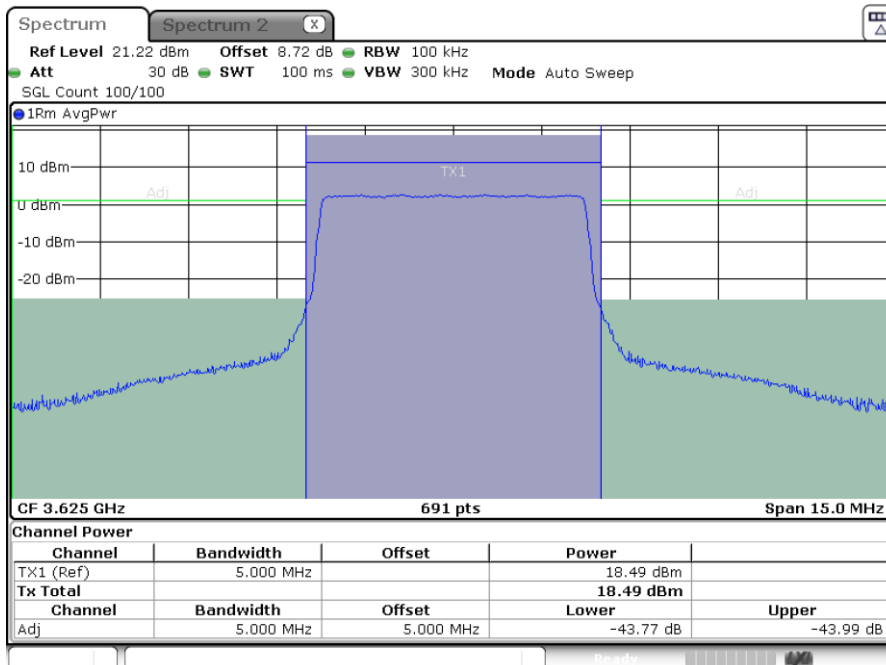 Spectrum Spectrum 2 X
Ref Level 21.22 dBm Offset 8.72 dB RBW 100 kHz
Att 30 dB SWT 100 ms VBW 300 kHz Mode Auto Sweep
SGL Count 100/100
1Rm AvgPwr
10 dBm
TX1
Adj Adj
0 dBm
-10 dBm
-20 dBm
CF 3.625 GHz 691 pts Span 15.0 MHz
Channel Power
Channel Bandwidth Offset Power
TX1 (Ref) 5.000 MHz 18.49 dBm
Tx Total 18.49 dBm
Channel Bandwidth Offset Lower Upper
Adj 5.000 MHz 5.000 MHz -43.77 dB -43.99 dB
Ready